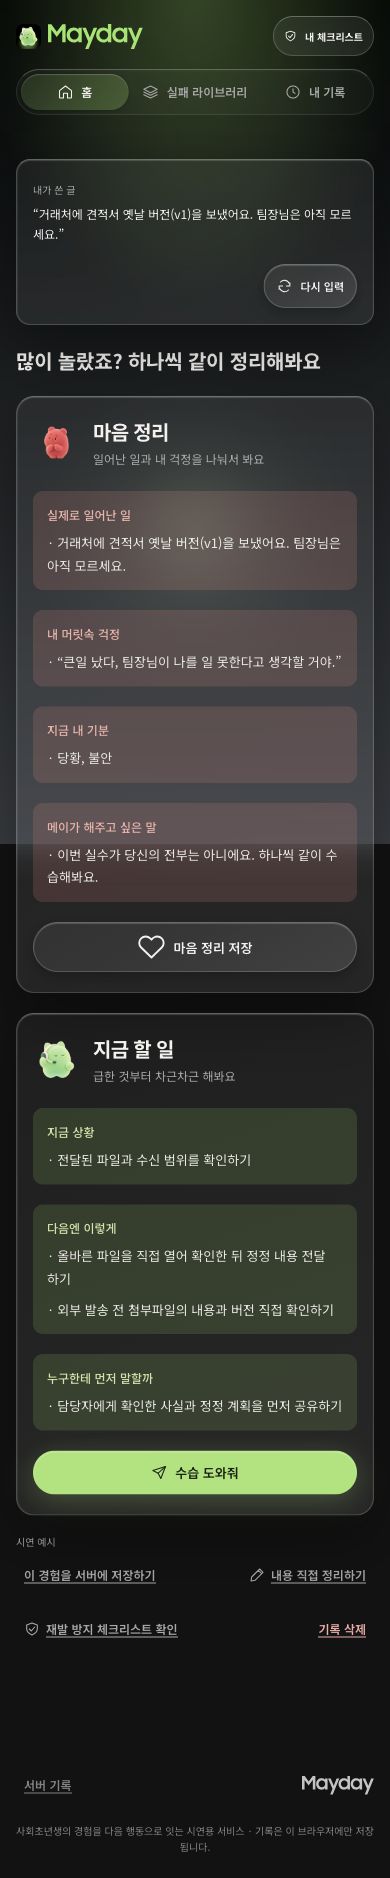 Mayday
내 체크리스트
홈
실패 라이브러리
내 기록
내가 쓴 글
“거래처에 견적서 옛날 버전(v1)을 보냈어요. 팀장님은 아직 모르
세요.”
다시 입력
많이 놀랐죠? 하나씩 같이 정리해봐요
마음 정리
일어난 일과 내 걱정을 나눠서 봐요
실제로 일어난 일
· 거래처에 견적서 옛날 버전(v1)을 보냈어요. 팀장님은
아직 모르세요.
내 머릿속 걱정
· “큰일 났다, 팀장님이 나를 일 못한다고 생각할 거야.”
지금 내 기분
· 당황, 불안
메이가 해주고 싶은 말
· 이번 실수가 당신의 전부는 아니에요. 하나씩 같이 수
습해봐요.
마음 정리 저장
지금 할 일
급한 것부터 차근차근 해봐요
지금 상황
· 전달된 파일과 수신 범위를 확인하기
다음엔 이렇게
· 올바른 파일을 직접 열어 확인한 뒤 정정 내용 전달
하기
· 외부 발송 전 첨부파일의 내용과 버전 직접 확인하기
누구한테 먼저 말할까
· 담당자에게 확인한 사실과 정정 계획을 먼저 공유하기
수습 도와줘
시연 예시
이 경험을 서버에 저장하기
내용 직접 정리하기
재발 방지 체크리스트 확인
기록 삭제
서버 기록
Mayday
사회초년생의 경험을 다음 행동으로 잇는 시연용 서비스 · 기록은 이 브라우저에만 저장
됩니다.